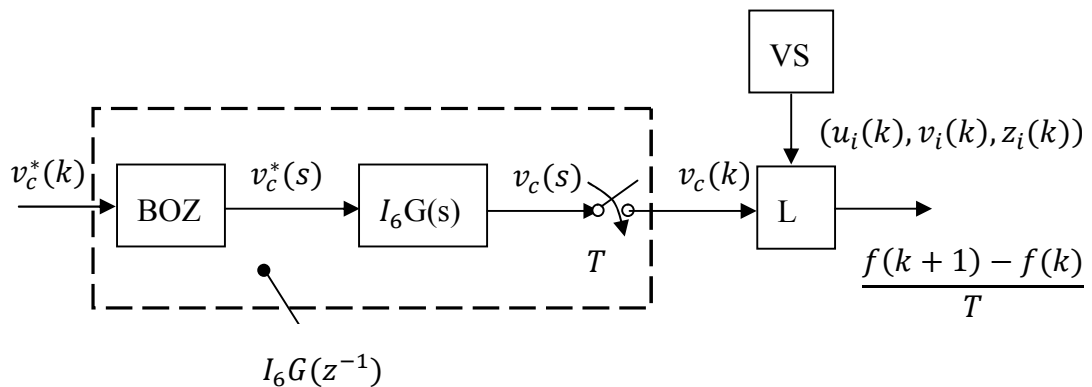 VS
(u_i(k), v_i(k), z_i(k))
v_c^*(k)
BOZ
v_c^*(s)
I_6G(s)
v_c(s)
T
v_c(k)
L
f(k + 1) − f(k)
T
I_6G(z^{-1})